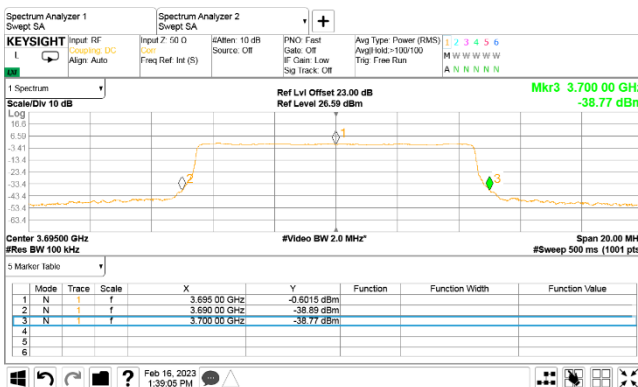 Spectrum Analyzer 1
Swept SA
Spectrum Analyzer 2
Swept SA
KEYSIGHT
L
LM
Input: RF
Coupling: DC
Align: Auto
Input Z: 50 Ω
Corr
Freq Ref: Int (S)
#Atten: 10 dB
Source: Off
PNO: Fast
Gate: Off
IF Gain: Low
Sig Track: Off
Avg Type: Power (RMS)
Avg|Hold:>100/100
Trig: Free Run
1 2 3 4 5 6
M W W W W W
A N N N N N
1 Spectrum
Scale/Div 10 dB
Ref Lvl Offset 23.00 dB
Ref Level 26.59 dBm
Mkr3 3.700 00 GHz
-38.77 dBm
Log
16.6
6.59
-3.41
-13.4
-23.4
-33.4
-43.4
-53.4
-63.4
1
2
3
Center 3.69500 GHz
#Res BW 100 kHz
#Video BW 2.0 MHz*
Span 20.00 MH
#Sweep 500 ms (1001 pts
5 Marker Table
Mode Trace Scale X Y Function Function Width Function Value
1 N 1 f 3.695 00 GHz -0.6015 dBm
2 N 1 f 3.690 00 GHz -38.89 dBm
3 N 1 f 3.700 00 GHz -38.77 dBm
4
5
6
?
Feb 16, 2023
1:39:05 PM